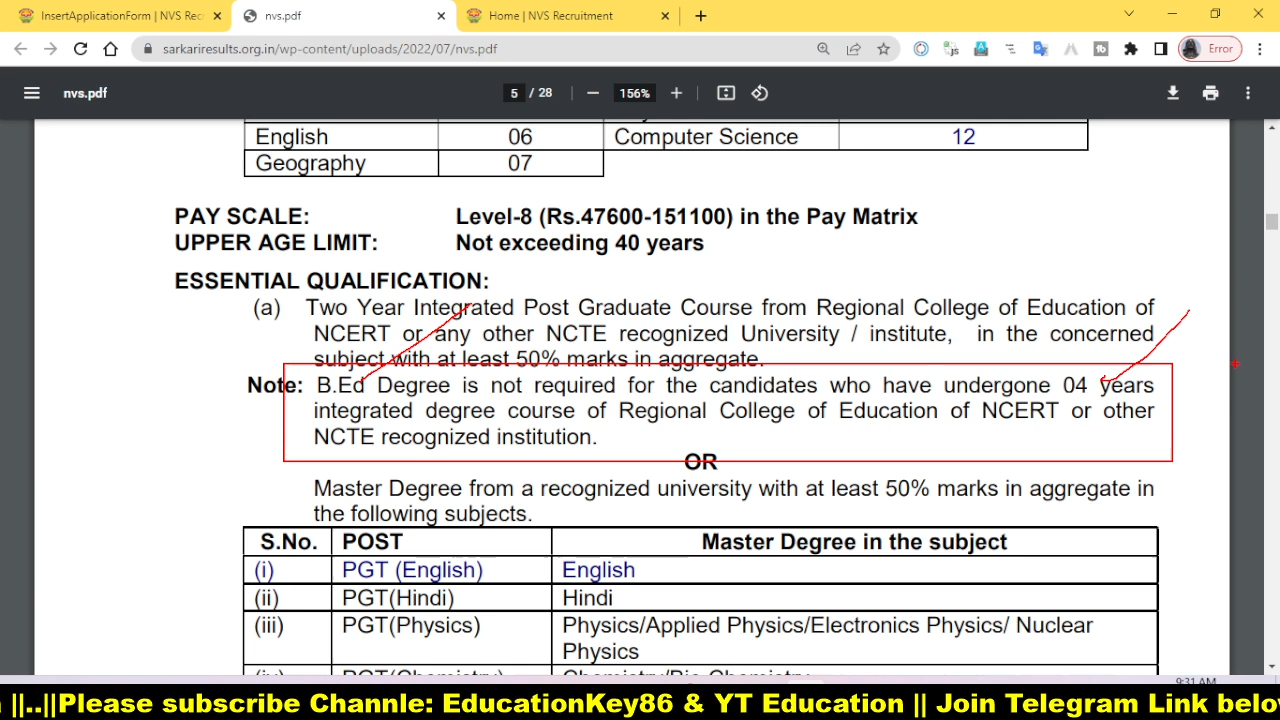 InsertApplicationForm | NVS Rec
nvs.pdf
Home | NVS Recruitment
sarkariresults.org.in/wp-content/uploads/2022/07/nvs.pdf
Error
nvs.pdf
5 / 28
156%
English 06 Computer Science 12
Geography 07
PAY SCALE: Level-8 (Rs.47600-151100) in the Pay Matrix
UPPER AGE LIMIT: Not exceeding 40 years
ESSENTIAL QUALIFICATION:
(a) Two Year Integrated Post Graduate Course from Regional College of Education of
NCERT or any other NCTE recognized University / institute, in the concerned
subject with at least 50% marks in aggregate.
Note: B.Ed Degree is not required for the candidates who have undergone 04 years
integrated degree course of Regional College of Education of NCERT or other
NCTE recognized institution.
OR
Master Degree from a recognized university with at least 50% marks in aggregate in
the following subjects.
S.No. POST Master Degree in the subject
(i) PGT (English) English
(ii) PGT(Hindi) Hindi
(iii) PGT(Physics) Physics/Applied Physics/Electronics Physics/ Nuclear
Physics
9:31 AM
||..||Please subscribe Channle: EducationKey86 & YT Education || Join Telegram Link belo